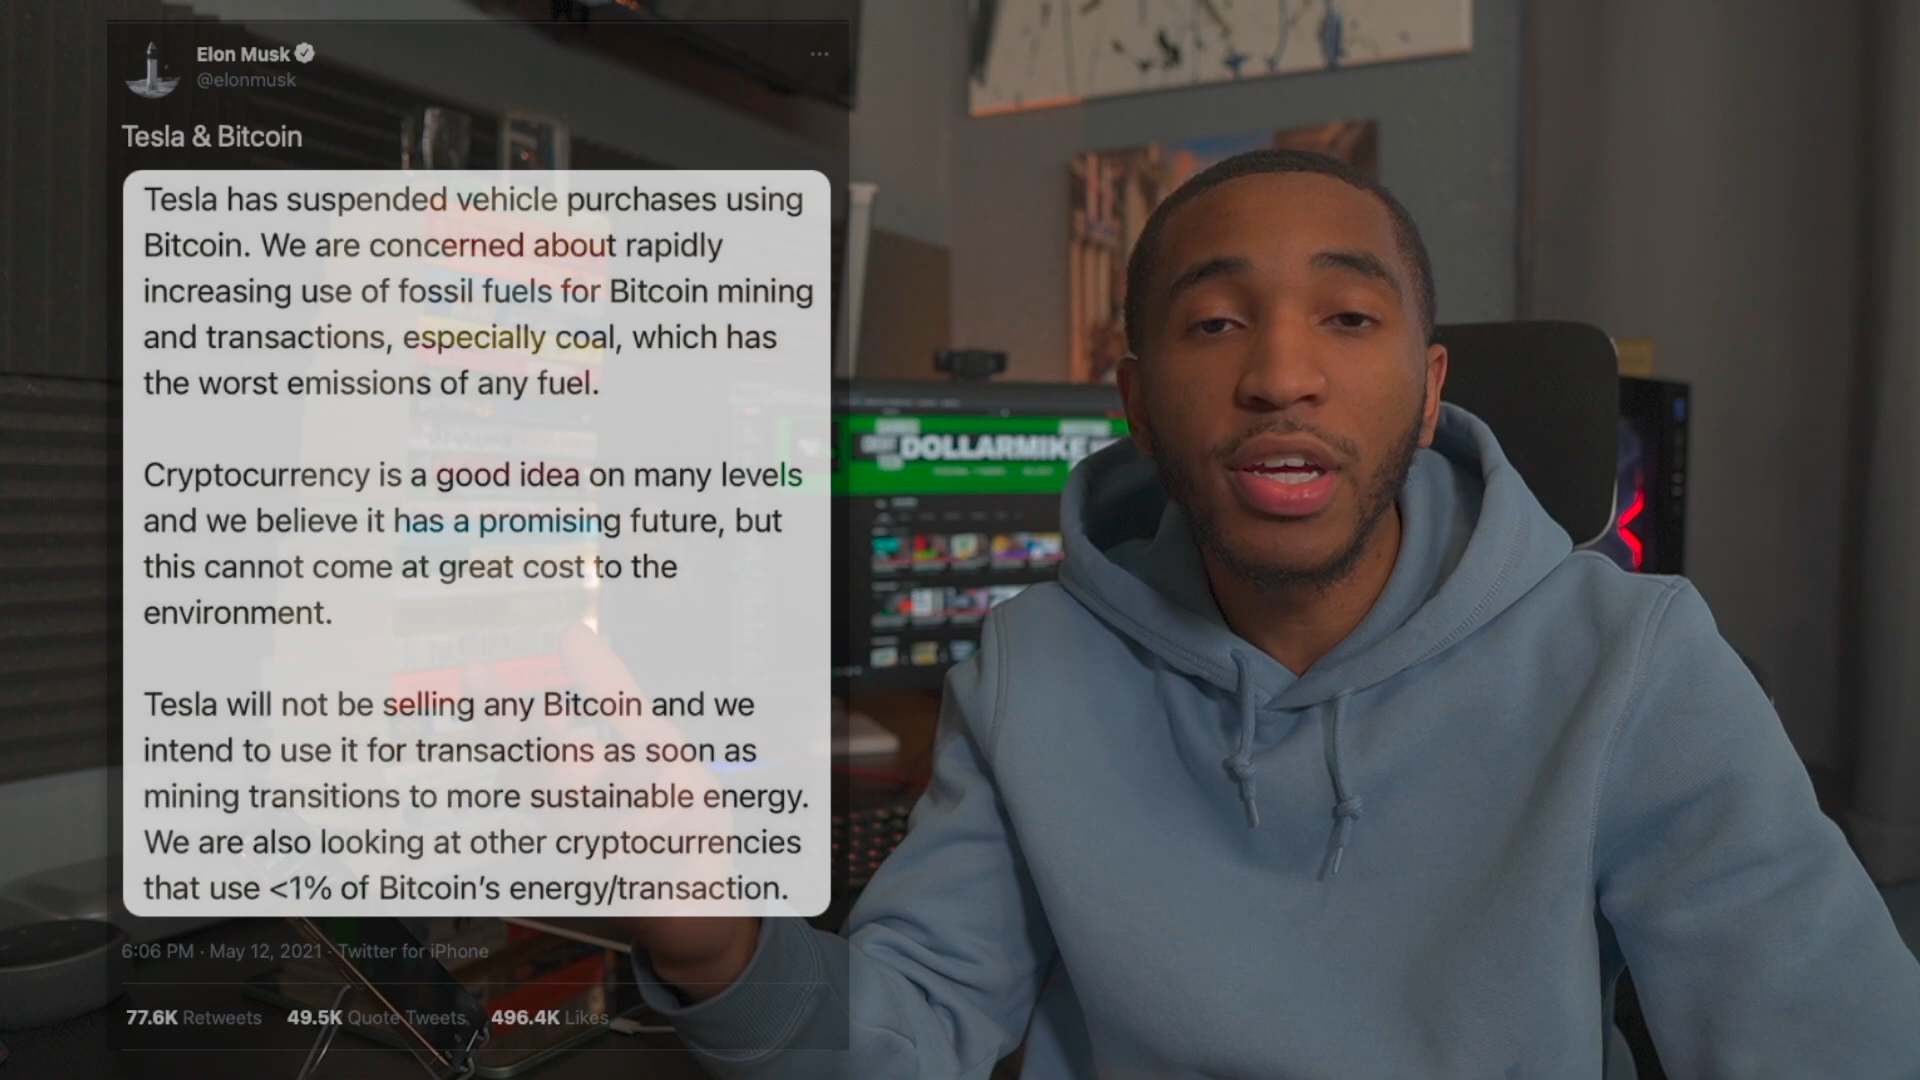 Elon Musk
@elonmusk
Tesla & Bitcoin
Tesla has suspended vehicle purchases using
Bitcoin. We are concerned about rapidly
increasing use of fossil fuels for Bitcoin mining
and transactions, especially coal, which has
the worst emissions of any fuel.
Cryptocurrency is a good idea on many levels
and we believe it has a promising future, but
this cannot come at great cost to the
environment.
Tesla will not be selling any Bitcoin and we
intend to use it for transactions as soon as
mining transitions to more sustainable energy.
We are also looking at other cryptocurrencies
that use <1% of Bitcoin’s energy/transaction.
6:06 PM · May 12, 2021 · Twitter for iPhone
77.6K Retweets 49.5K Quote Tweets 496.4K Likes
DOLLARMIKE